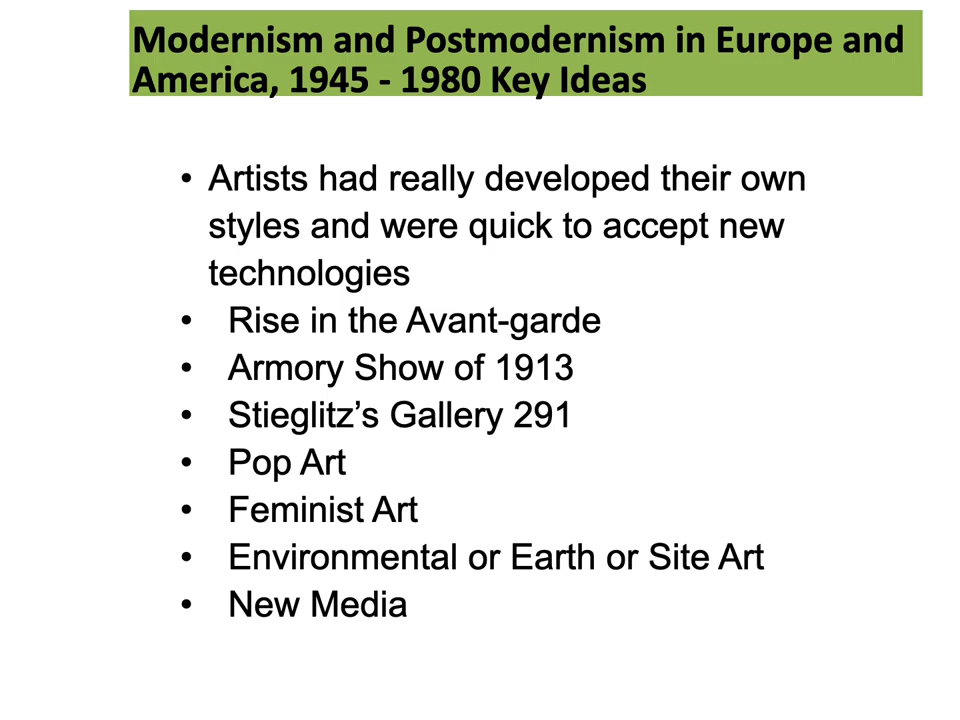 Modernism and Postmodernism in Europe and
America, 1945 - 1980 Key Ideas
• Artists had really developed their own
styles and were quick to accept new
technologies
• Rise in the Avant-garde
• Armory Show of 1913
• Stieglitz’s Gallery 291
• Pop Art
• Feminist Art
• Environmental or Earth or Site Art
• New Media